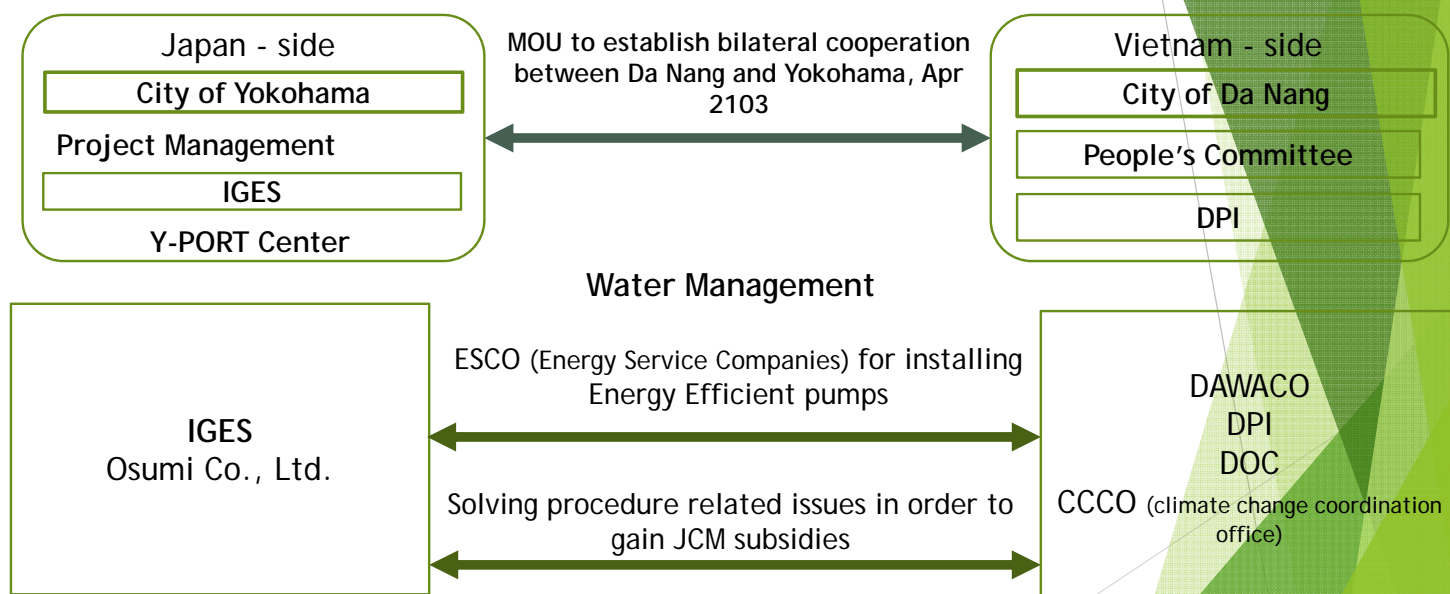 Japan - side
City of Yokohama
Project Management
IGES
Y-PORT Center
MOU to establish bilateral cooperation
between Da Nang and Yokohama, Apr
2103
Vietnam - side
City of Da Nang
People's Committee
DPI
Water Management
IGES
Osumi Co., Ltd.
ESCO (Energy Service Companies) for installing
Energy Efficient pumps
Solving procedure related issues in order to
gain JCM subsidies
DAWACO
DPI
DOC
CCCO (climate change coordination
office)